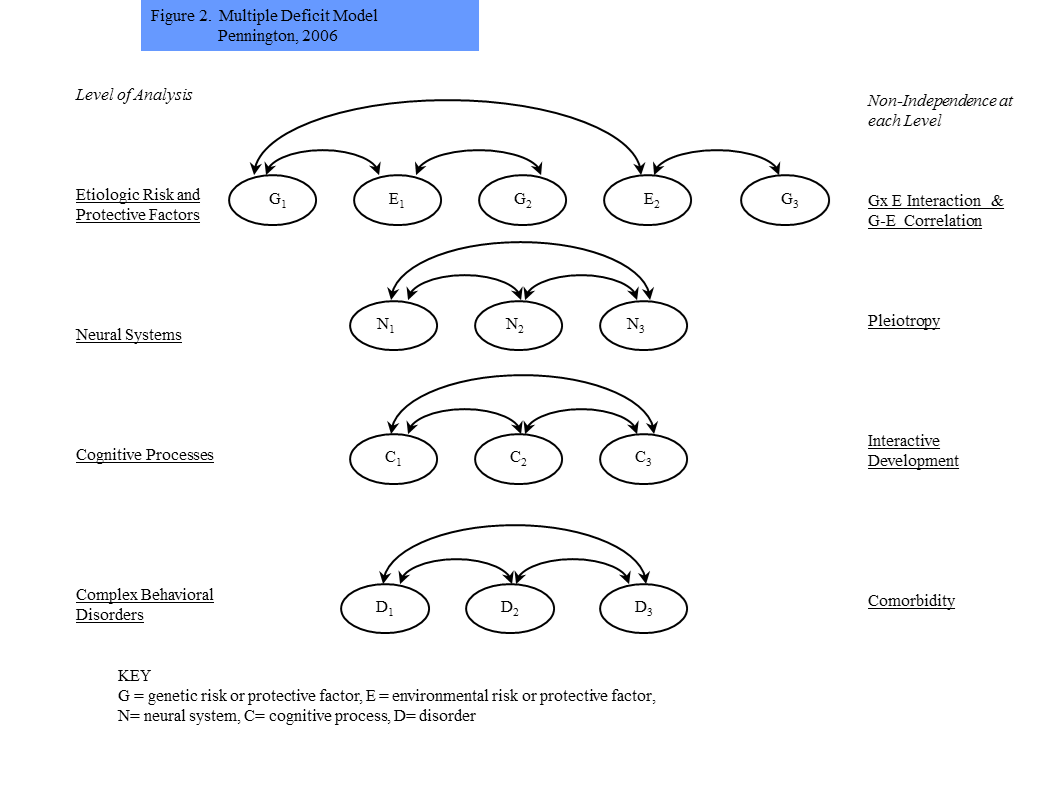 Figure 2.  Multiple Deficit Model
Pennington, 2006
Level of Analysis
Non-Independence at
each Level
Etiologic Risk and
Protective Factors
G1
E1
G2
E2
G3
Gx E Interaction  &
G-E  Correlation
Neural Systems
N1
N2
N3
Pleiotropy
Cognitive Processes
C1
C2
C3
Interactive
Development
Complex Behavioral
Disorders
D1
D2
D3
Comorbidity
KEY
G = genetic risk or protective factor, E = environmental risk or protective factor,
N= neural system, C= cognitive process, D= disorder